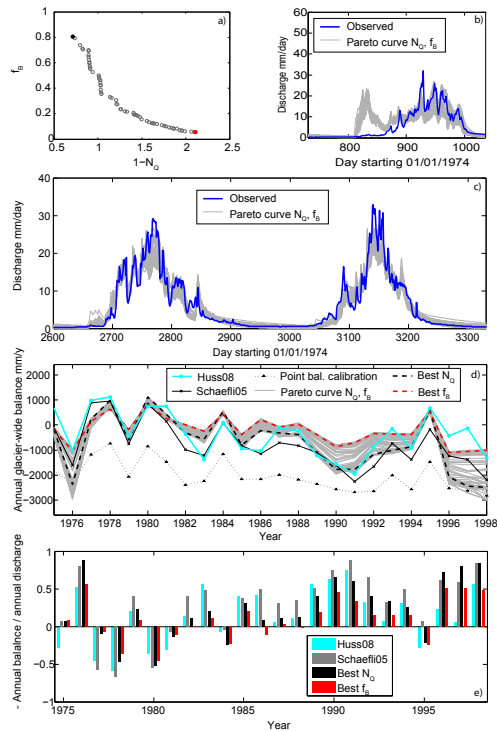 a)
f_B
0.8
0.6
0.4
0.2
0
0.5 1 1.5 2 2.5
1−N_Q
b)
Observed
Pareto curve N_Q, f_B
Discharge mm/day
40
30
20
10
0
800 900 1000
Day starting 01/01/1974
c)
Observed
Pareto curve N_Q, f_B
Discharge mm/day
40
30
20
10
0
2600 2700 2800 2900 3000 3100 3200 3300
Day starting 01/01/1974
d)
Huss08 Point bal. calibration Best N_Q
Schaefli05 Pareto curve N_Q, f_B Best f_B
Annual glacier-wide balance mm/y
2000
1000
0
−1000
−2000
−3000
1976 1978 1980 1982 1984 1986 1988 1990 1992 1994 1996 1998
Year
- Annual balalnce / annual discharge
1
0.5
0
−0.5
−1
Huss08
Schaefli05
Best N_Q
Best f_B
e)
1975 1980 1985 1990 1995
Year